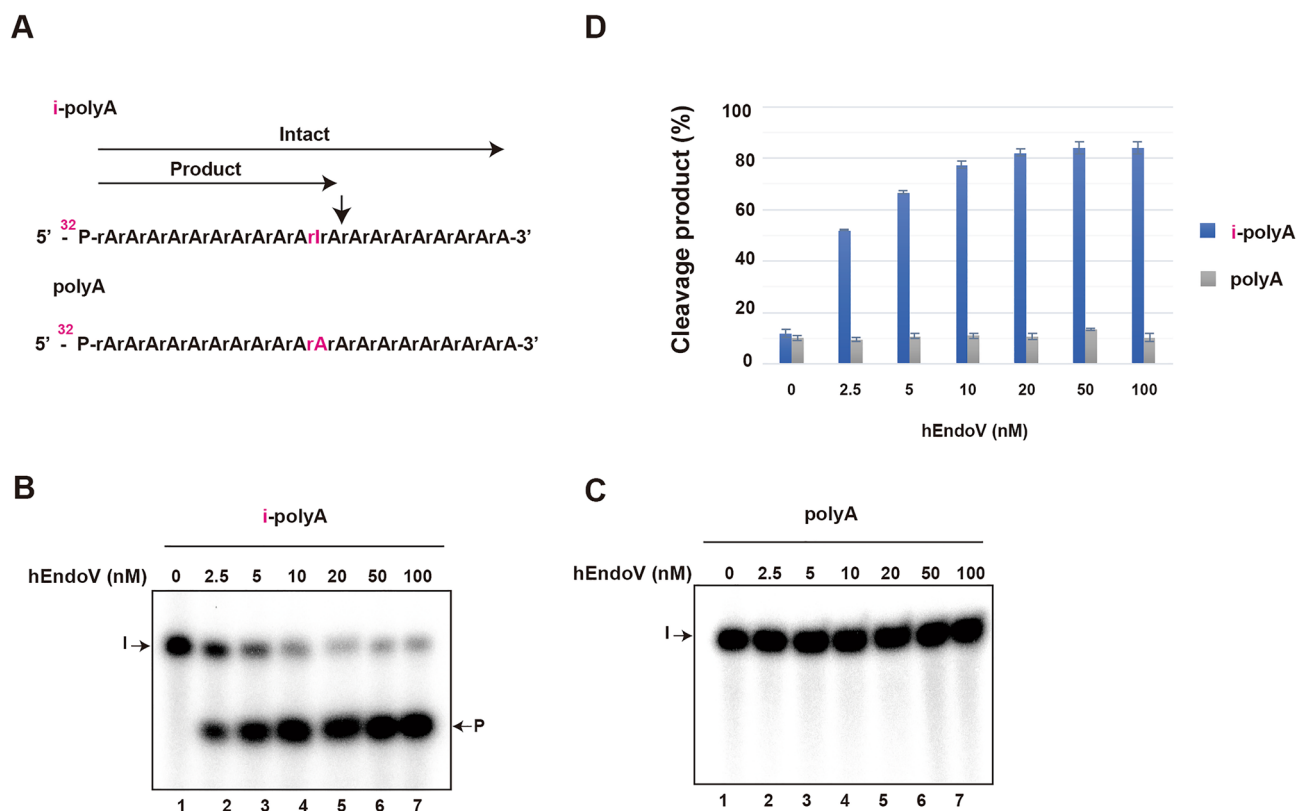 A
i-polyA
Intact
Product
32
5’ - P-rArArArArArArArArArArIrArArArArArArArArA-3’
polyA
32
5’ - P-rArArArArArArArArArArArArArArArArArArArA-3’
D
Cleavage product (%)
100
80
60
40
20
0
0 2.5 5 10 20 50 100
hEndoV (nM)
i-polyA
polyA
B
i-polyA
hEndoV (nM) 0 2.5 5 10 20 50 100
I
P
1 2 3 4 5 6 7
C
polyA
hEndoV (nM) 0 2.5 5 10 20 50 100
I
1 2 3 4 5 6 7